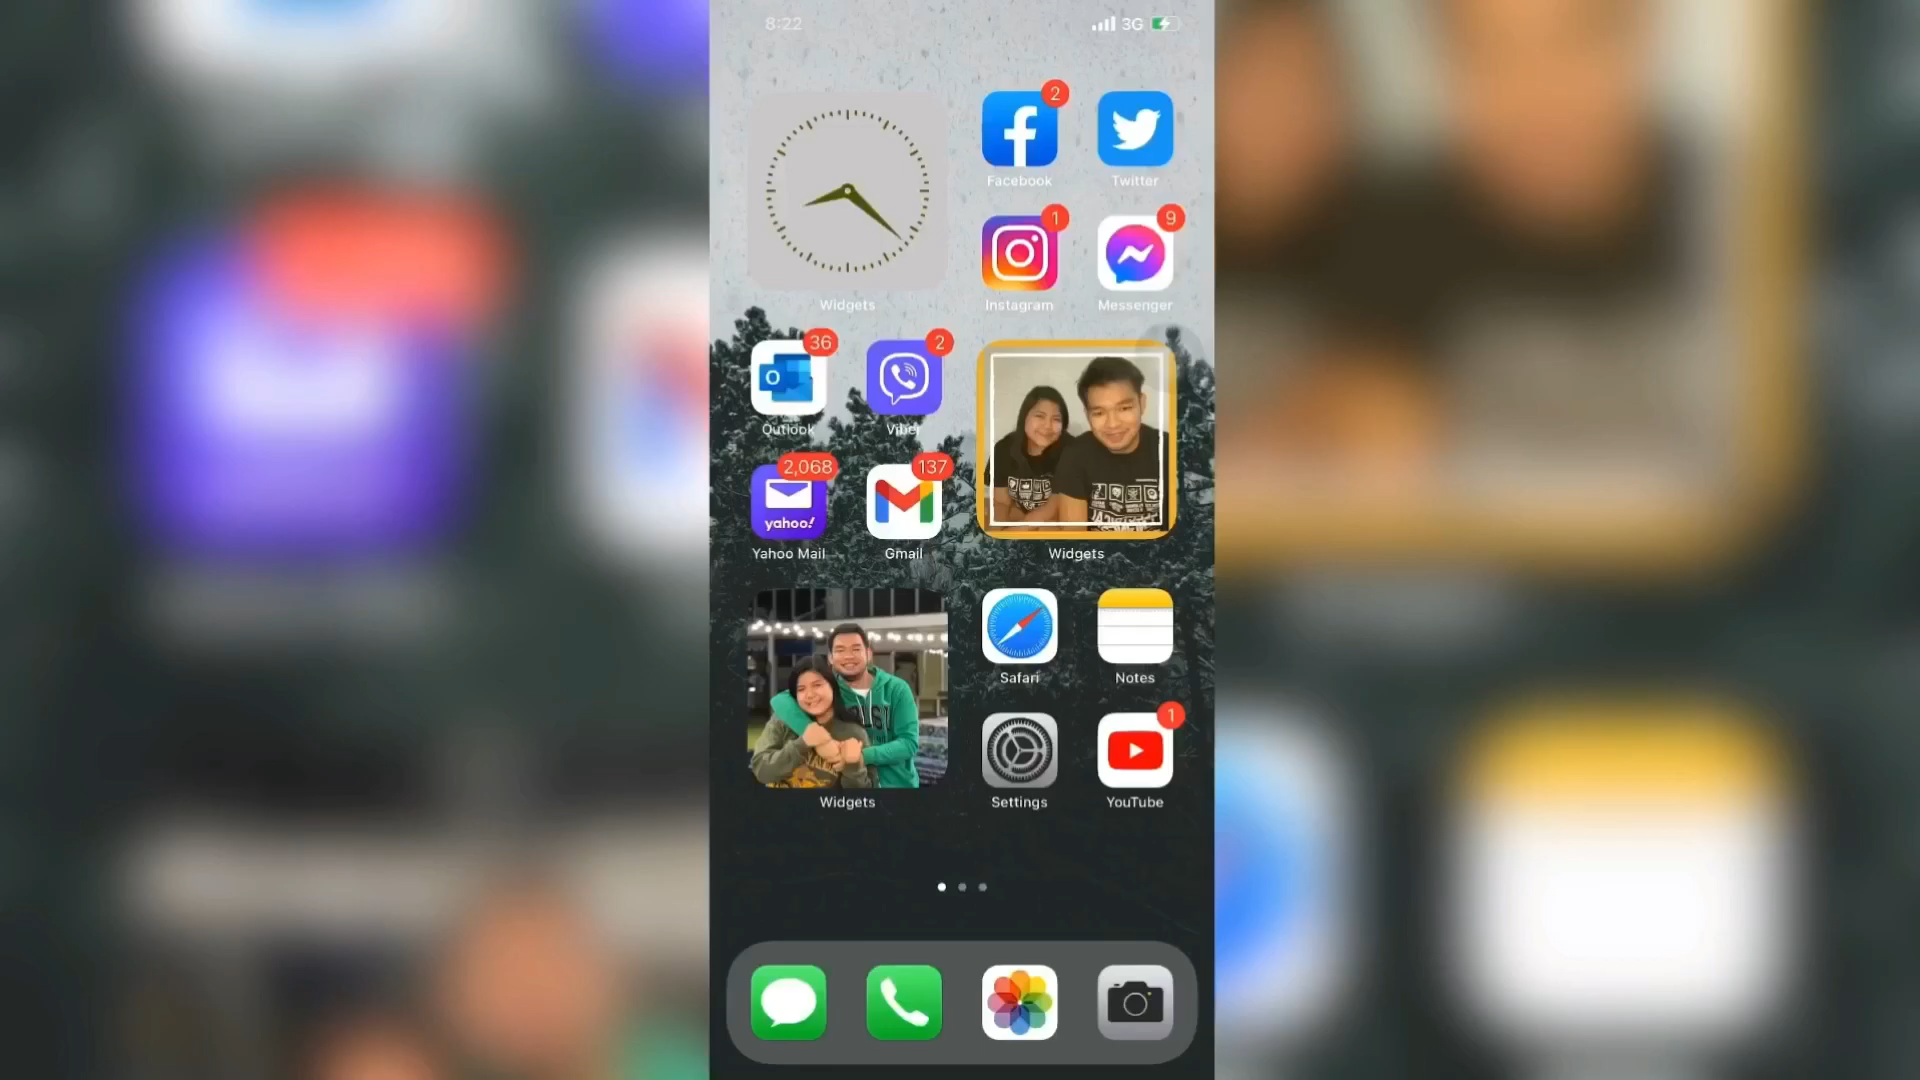 8:22
3G
2
Facebook
Twitter
1
9
Widgets
Instagram
Messenger
36
2
O
Outlook
Viber
2,068
137
yahoo!
Yahoo Mail
Gmail
Widgets
Safari
Notes
1
Widgets
Settings
YouTube